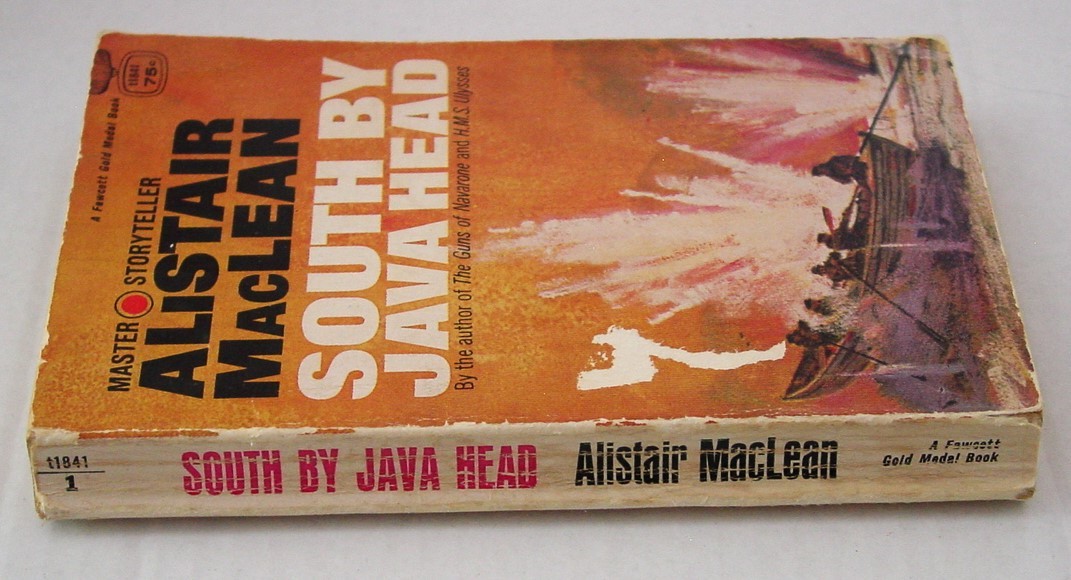 t1841
75c
A Fawcett Gold Medal Book
MASTER STORYTELLER
ALISTAIR
MACLEAN
SOUTH BY
JAVA HEAD
By the author of The Guns of Navarone and H.M.S. Ulysses
t1841
1
SOUTH BY JAVA HEAD
Alistair MacLean
A Fawcett
Gold Medal Book